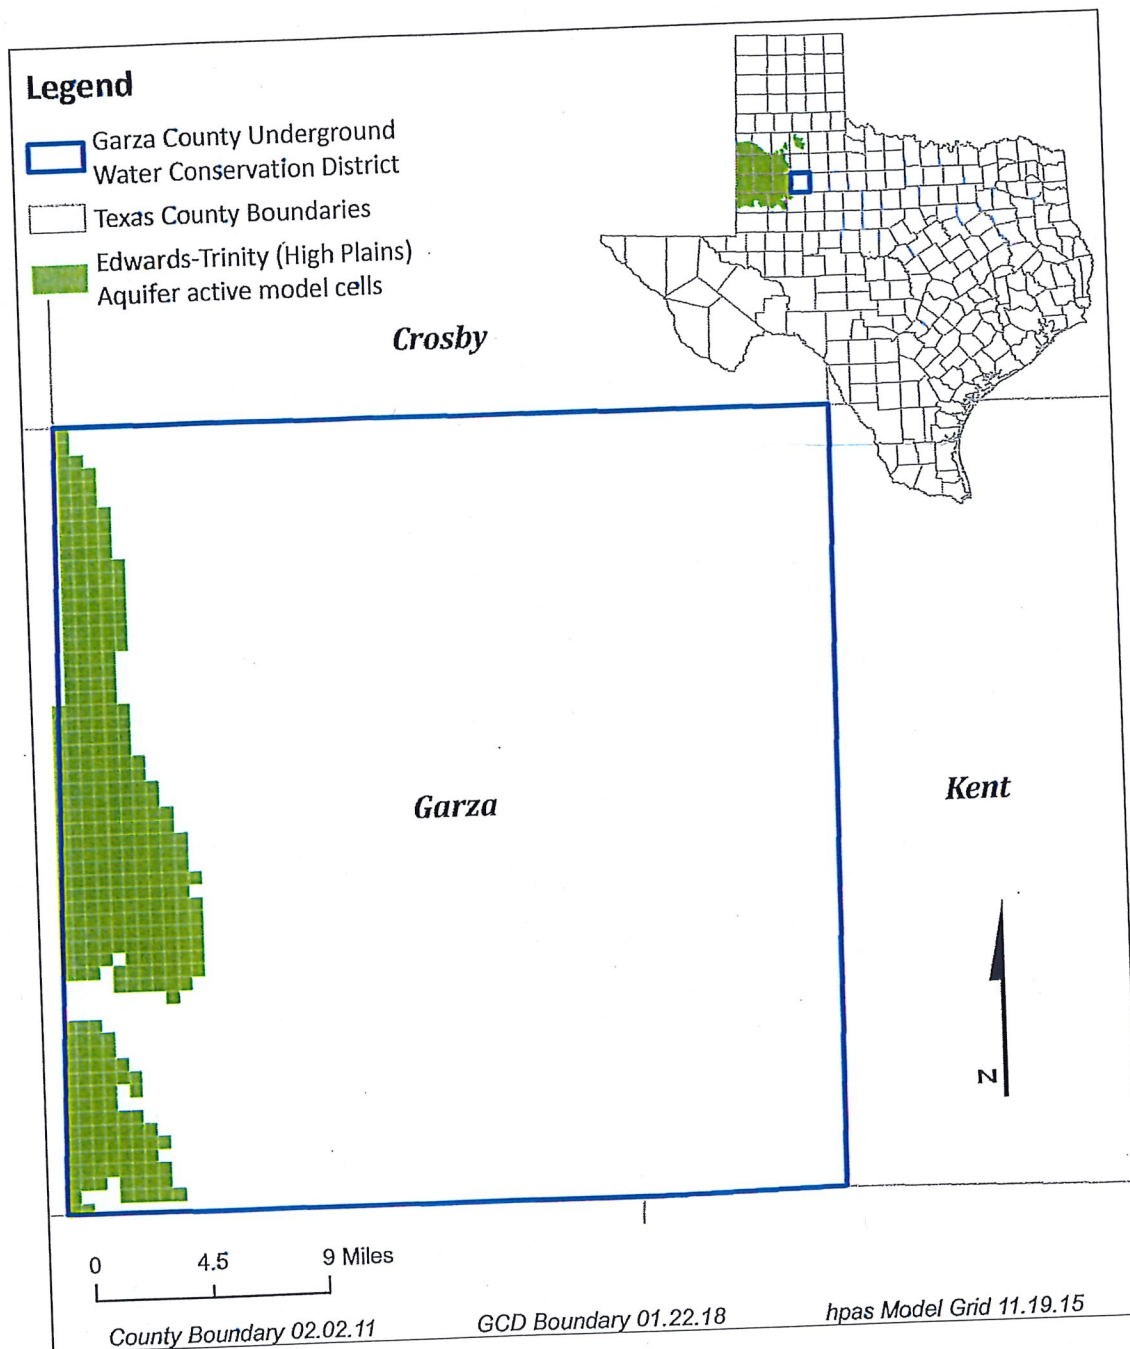 Legend
Garza County Underground
Water Conservation District
Texas County Boundaries
Edwards-Trinity (High Plains)
Aquifer active model cells
Crosby
Garza
Kent
N
0 4.5 9 Miles
County Boundary 02.02.11 GCD Boundary 01.22.18 hpas Model Grid 11.19.15